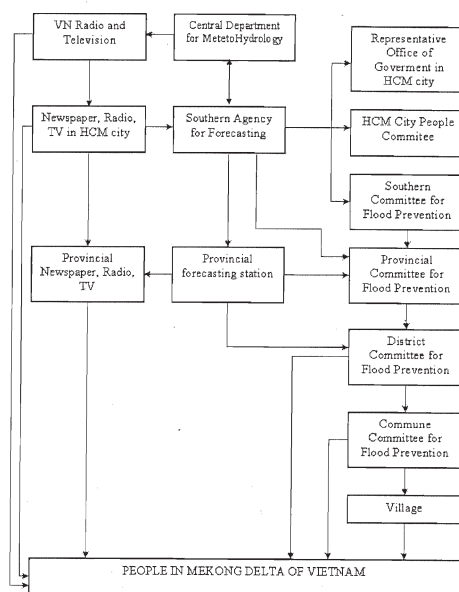 VN Radio and
Television
Central Department
for MetetoHydrology
Representative
Office of
Goverment in
HCM city
Newspaper, Radio,
TV in HCM city
Southern Agency
for Forecasting
HCM City People
Commitee
Southern
Committee for
Flood Prevention
Provincial
Newspaper, Radio,
TV
Provincial
forecasting station
Provincial
Committee for
Flood Prevention
District
Committee for
Flood Prevention
Commune
Committee for
Flood Prevention
Village
PEOPLE IN MEKONG DELTA OF VIETNAM